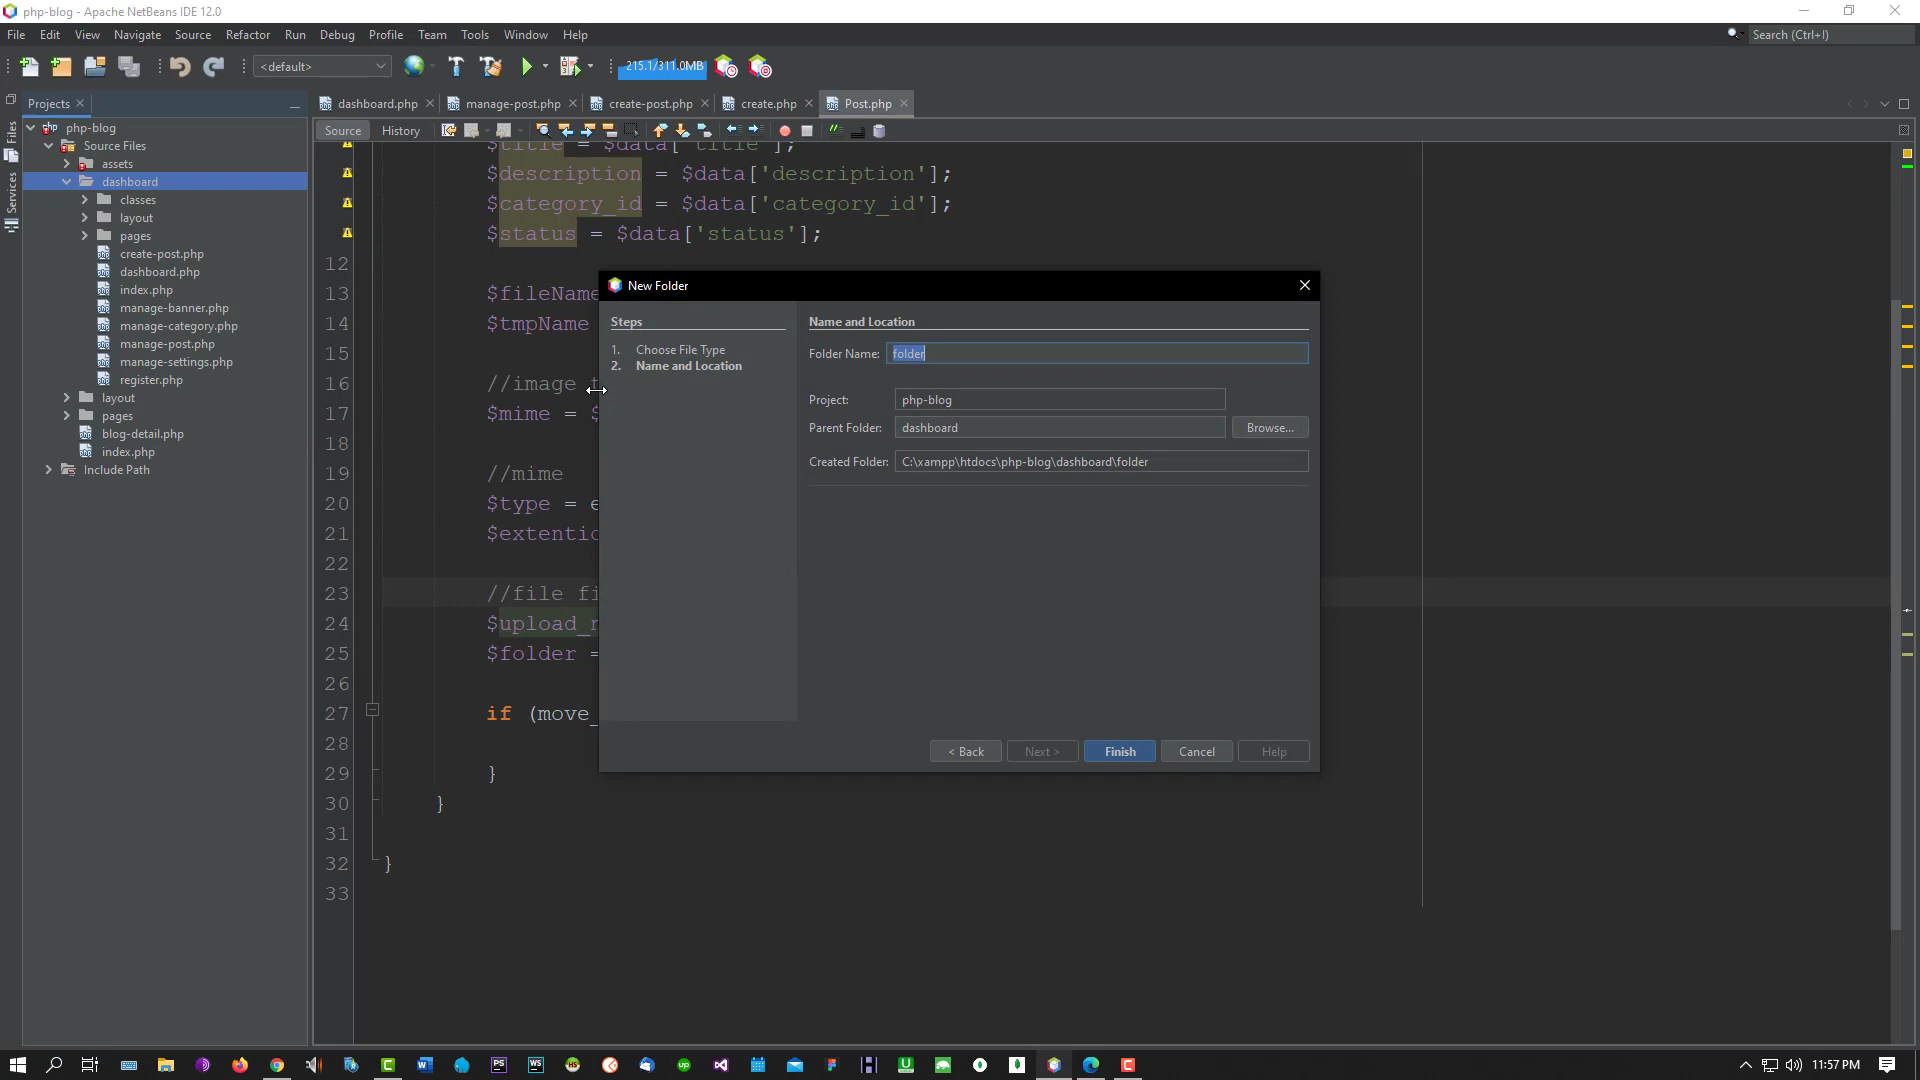 php-blog - Apache NetBeans IDE 12.0
File Edit View Navigate Source Refactor Run Debug Profile Team Tools Window Help
Search (Ctrl+I)
<default>
215.1/311.0MB
Projects
dashboard.php
manage-post.php
create-post.php
create.php
Post.php
Files
Services
Source
History
php-blog
Source Files
assets
dashboard
classes
layout
pages
create-post.php
dashboard.php
index.php
manage-banner.php
manage-category.php
manage-post.php
manage-settings.php
register.php
layout
pages
blog-detail.php
index.php
Include Path
$title = $data['title'];
$description = $data['description'];
$category_id = $data['category_id'];
$status = $data['status'];
12
13 $fileName
14 $tmpName
15
16 //image t
17 $mime = $
18
19 //mime
20 $type = e
21 $extentio
22
23 //file fi
24 $upload_n
25 $folder =
26
27 if (move_
28
29 }
30 }
31
32 }
33
New Folder
Steps
1. Choose File Type
2. Name and Location
Name and Location
Folder Name: folder
Project: php-blog
Parent Folder: dashboard
Browse...
Created Folder: C:\xampp\htdocs\php-blog\dashboard\folder
< Back
Next >
Finish
Cancel
Help
11:57 PM